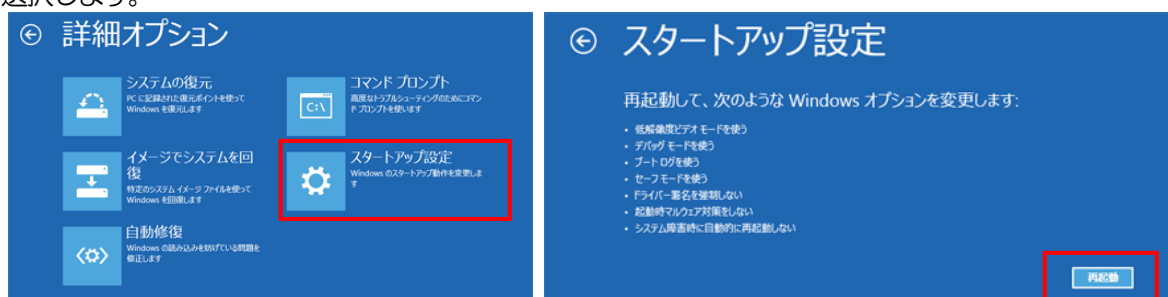 選択します。
詳細オプション
システムの復元
PC に記録された復元ポイントを使って
Windows を復元します
コマンド プロンプト
高度なトラブルシューティングのためにコマン
ド プロンプトを使います
C:\
イメージでシステムを回
復
特定のシステム イメージ ファイルを使って
Windows を回復します
スタートアップ設定
Windows のスタートアップ動作を変更しま
す
自動修復
Windows の読み込みを妨げている問題を
修正します
スタートアップ設定
再起動して、次のような Windows オプションを変更します:
• 低解像度ビデオ モードを使う
• デバッグ モードを使う
• ブート ログを使う
• セーフ モードを使う
• ドライバー署名を強制しない
• 起動時マルウェア対策をしない
• システム障害時に自動的に再起動しない
再起動